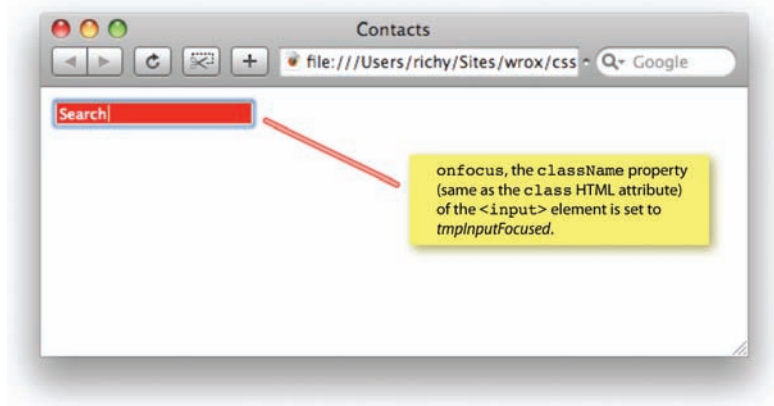 Contacts
file:///Users/richy/Sites/wrox/css
Google
Search
onfocus, the className property
(same as the class HTML attribute)
of the <input> element is set to
tmpInputFocused.